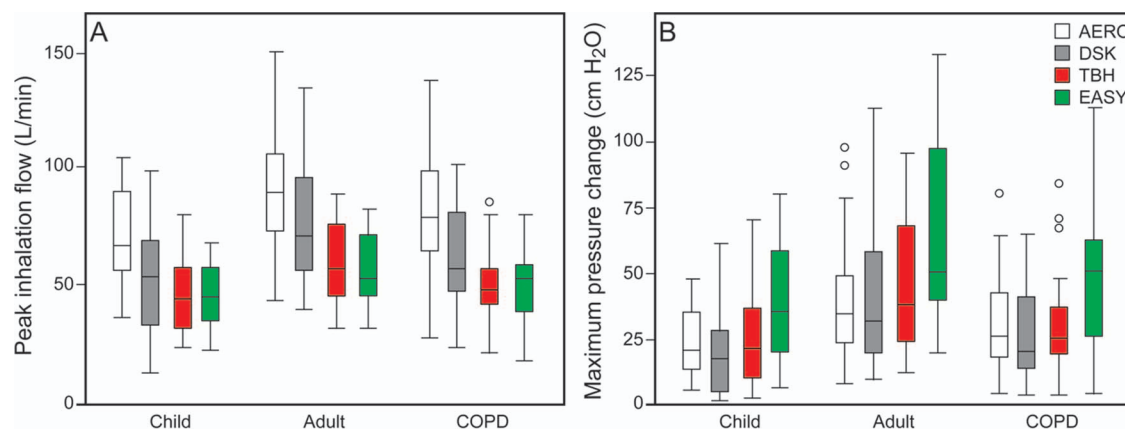 A
Peak inhalation flow (L/min)
150
100
50
0
Child Adult COPD
B
Maximum pressure change (cm H₂O)
125
100
75
50
25
0
AERO
DSK
TBH
EASY
Child Adult COPD